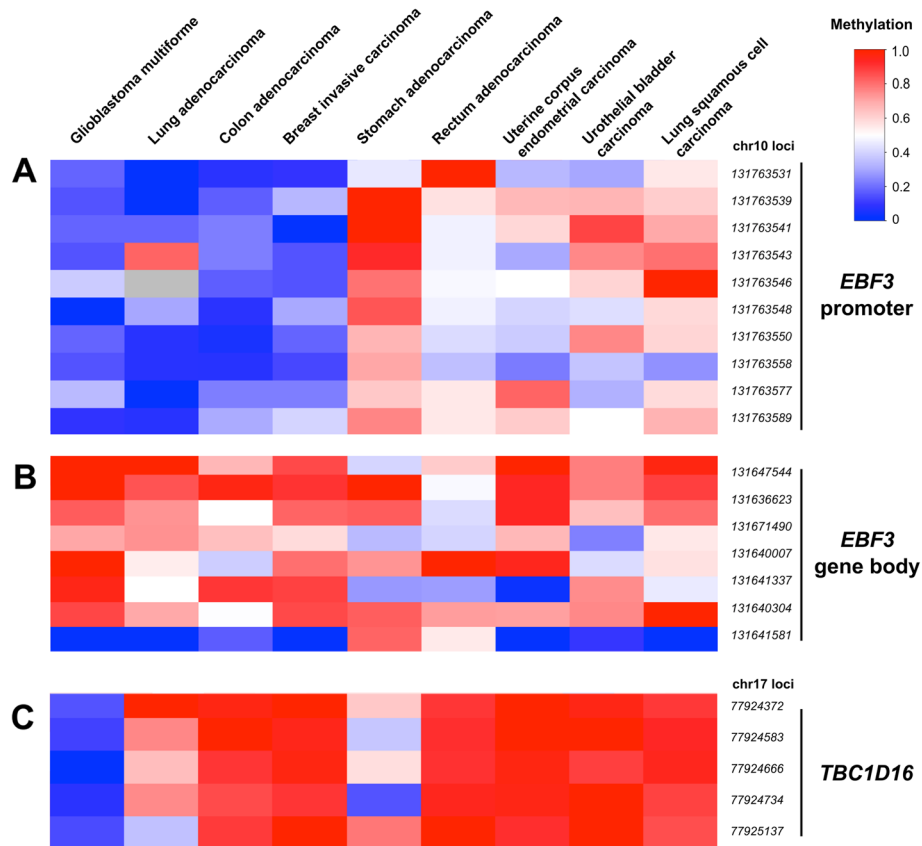 Glioblastoma multiforme
Lung adenocarcinoma
Colon adenocarcinoma
Breast invasive carcinoma
Stomach adenocarcinoma
Rectum adenocarcinoma
Uterine corpus
endometrial carcinoma
Urothelial bladder
carcinoma
Lung squamous cell
carcinoma
Methylation
1.0
0.8
0.6
0.4
0.2
0
A
chr10 loci
131763531
131763539
131763541
131763543
131763546
131763548
131763550
131763558
131763577
131763589
EBF3
promoter
B
131647544
131636623
131671490
131640007
131641337
131640304
131641581
EBF3
gene body
C
chr17 loci
77924372
77924583
77924666
77924734
77925137
TBC1D16